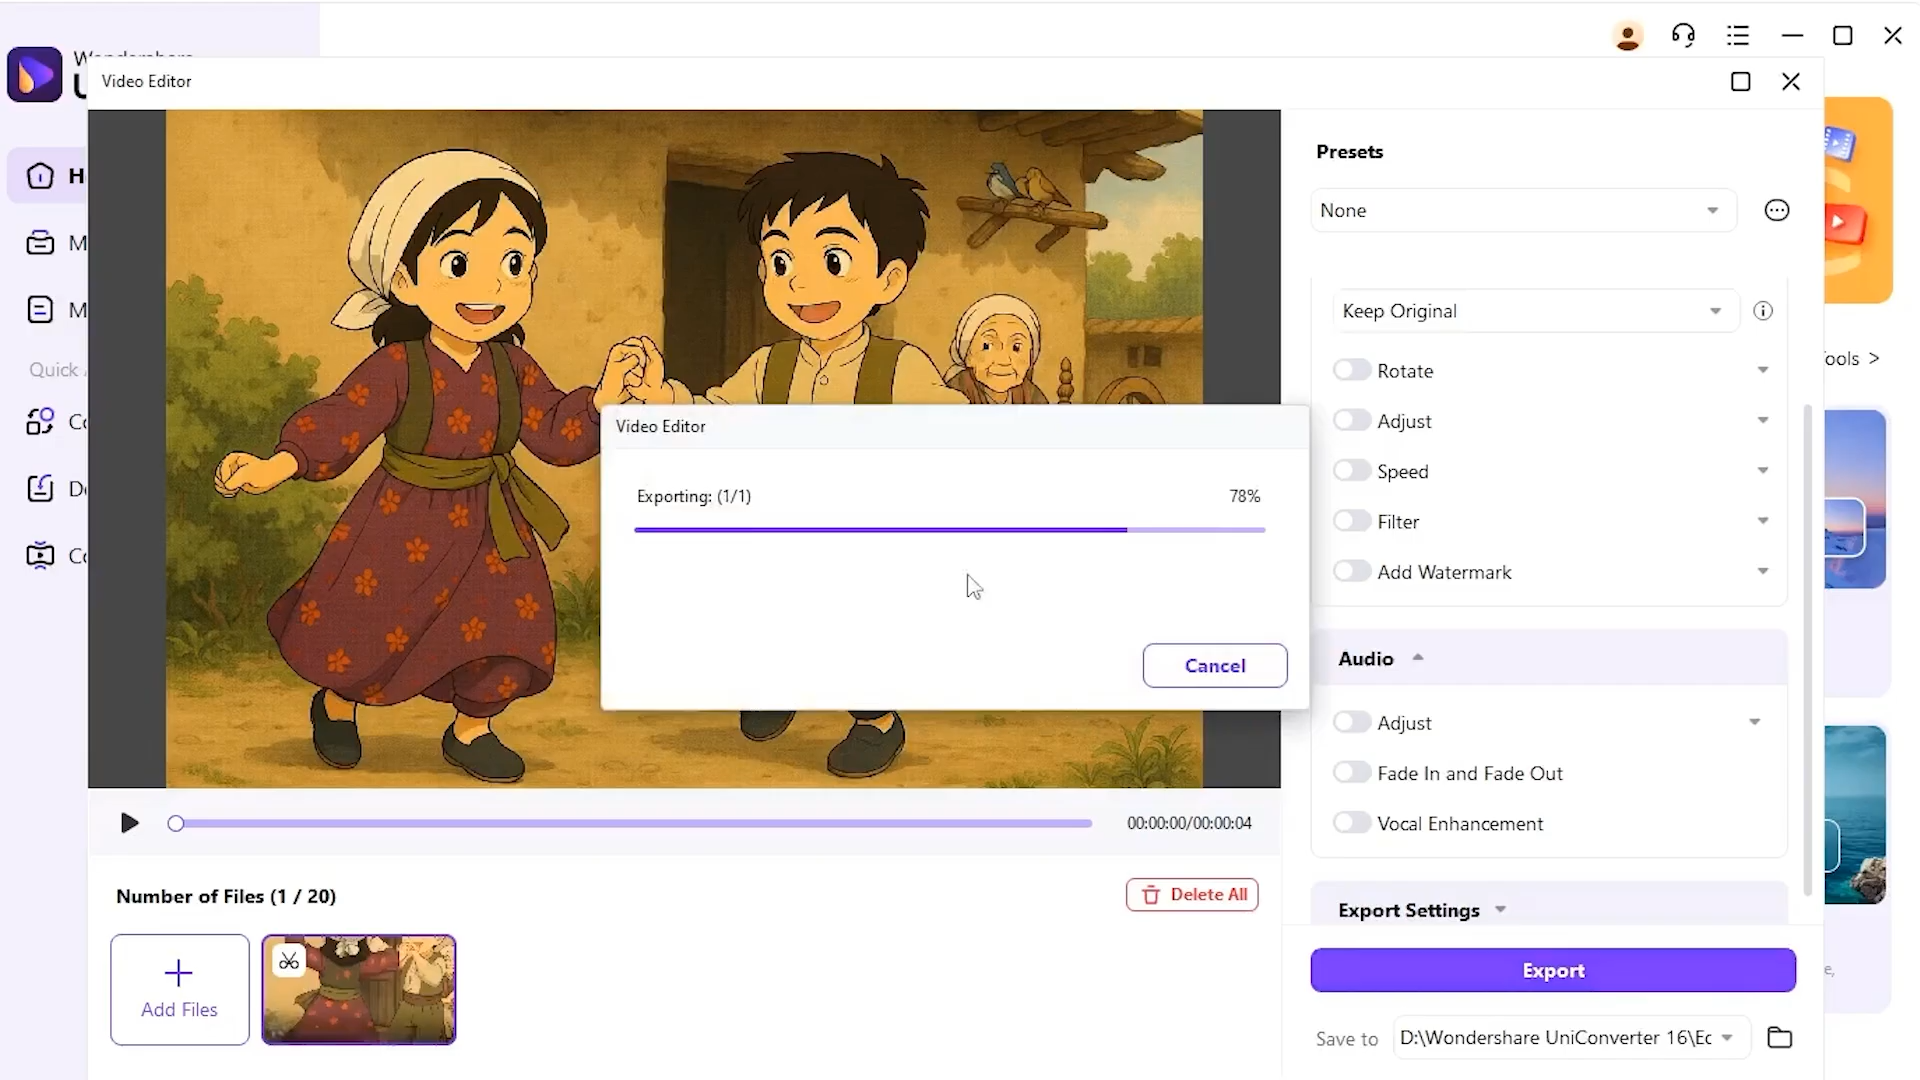 Video Editor
Presets
None
Keep Original
Rotate
Adjust
Speed
Filter
Add Watermark
Video Editor
Exporting: (1/1) 78%
Cancel
Audio
Adjust
Fade In and Fade Out
Vocal Enhancement
00:00:00/00:00:04
Number of Files (1 / 20)
Delete All
Add Files
Export Settings
Export
Save to D:\Wondershare UniConverter 16\Ec
Quick
ools >